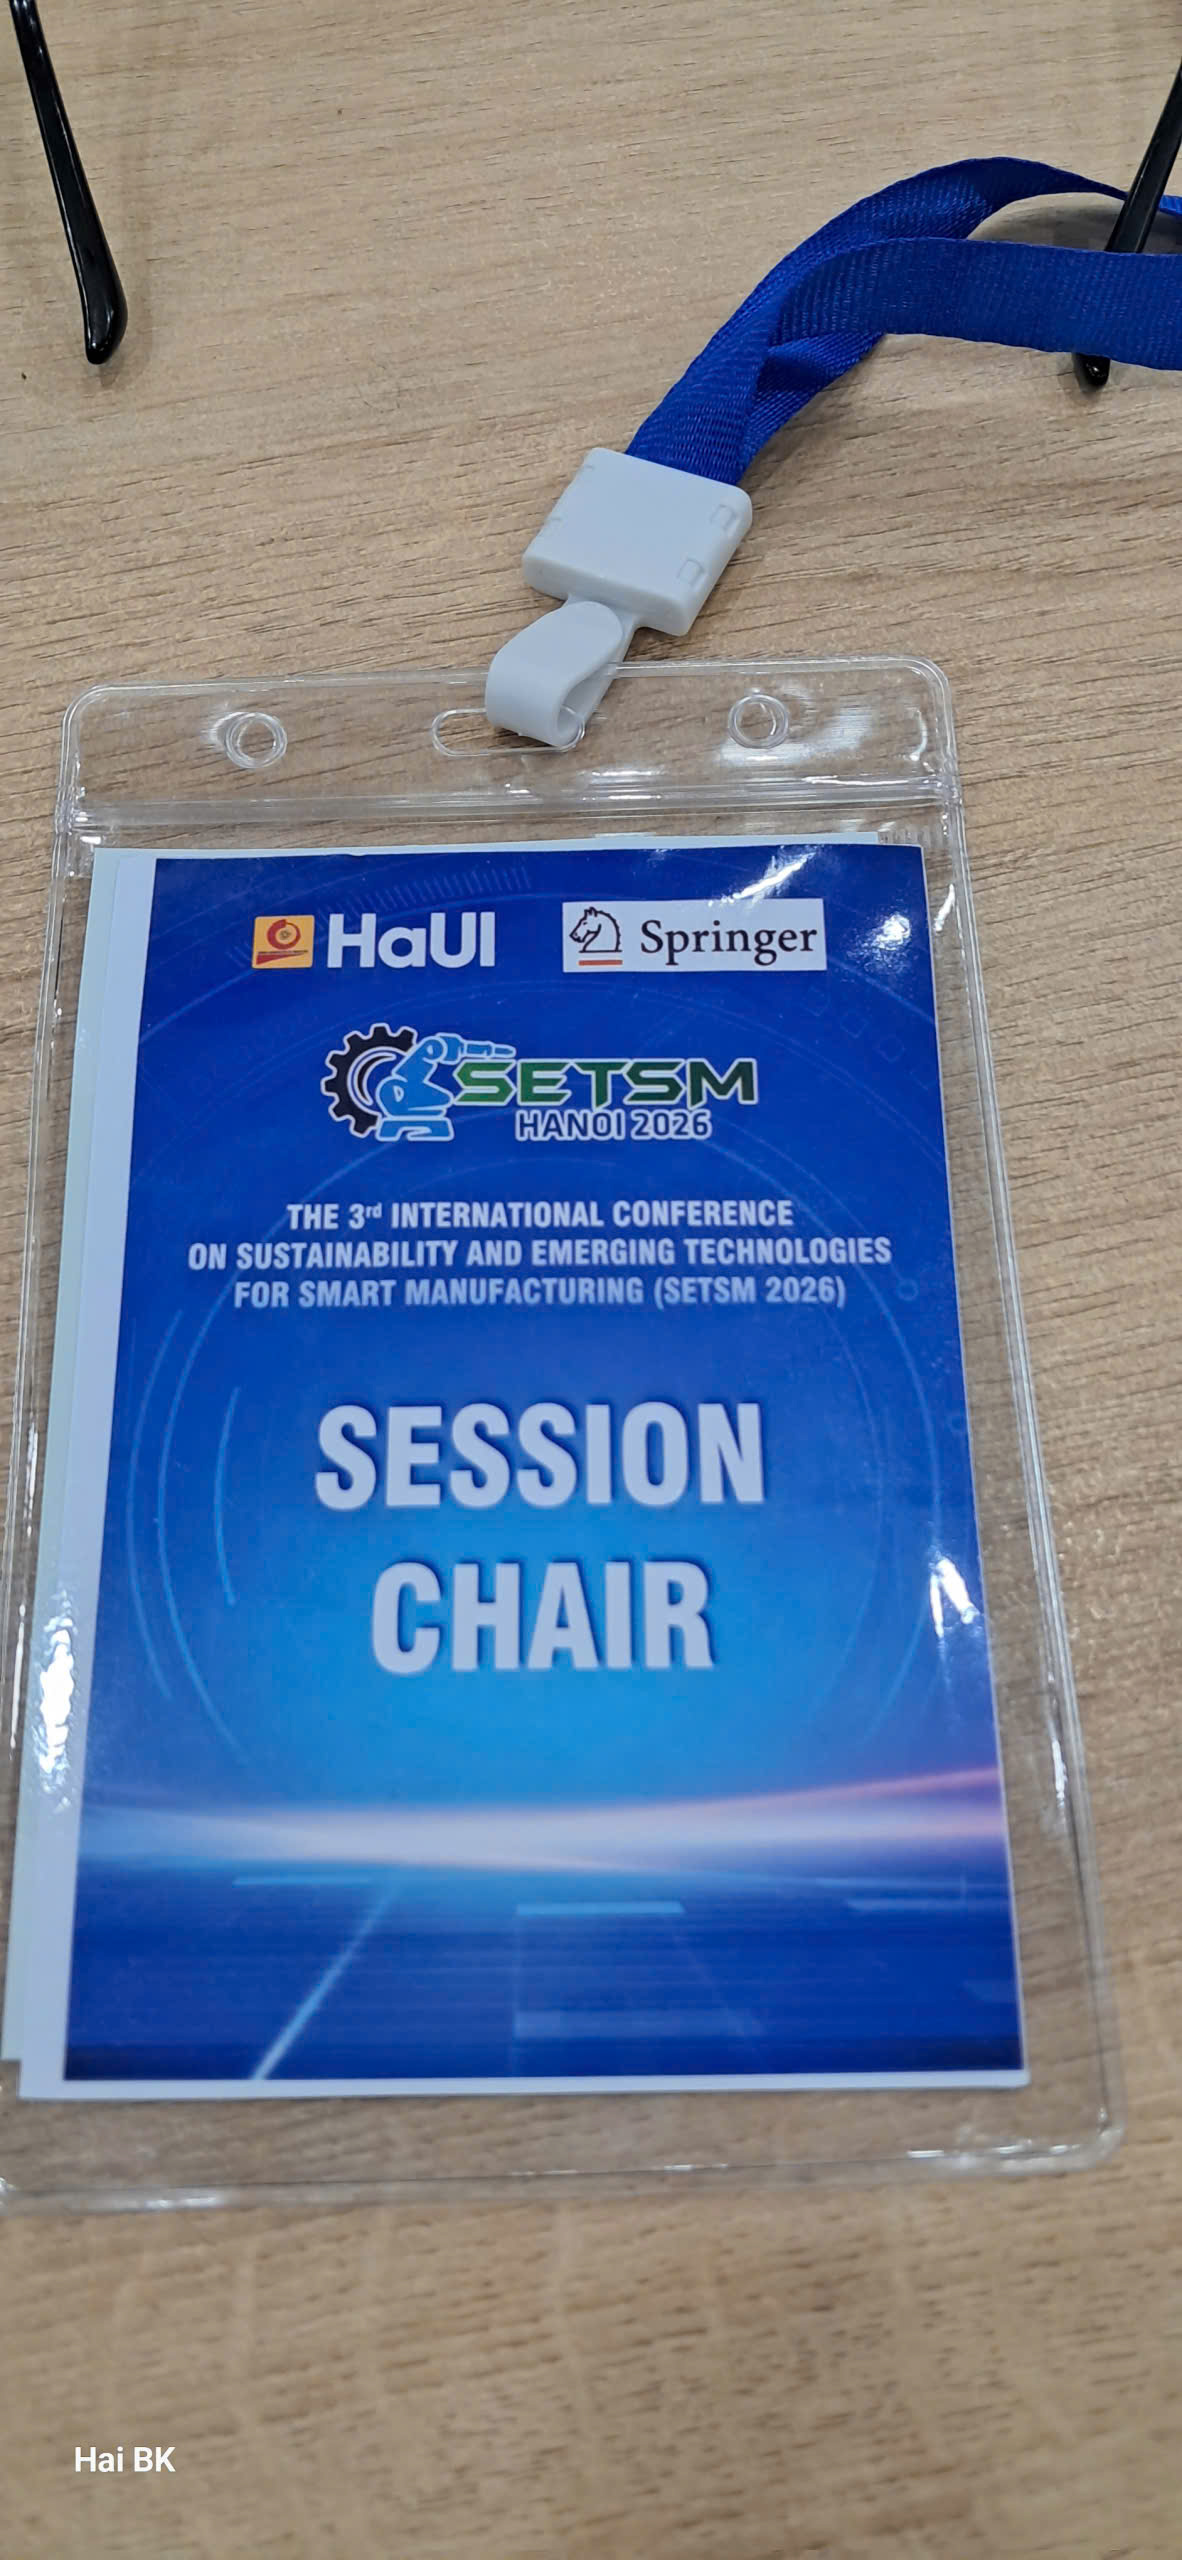 HaUI
Springer
SETSM
HANOI 2026
THE 3rd INTERNATIONAL CONFERENCE
ON SUSTAINABILITY AND EMERGING TECHNOLOGIES
FOR SMART MANUFACTURING (SETSM 2026)
SESSION
CHAIR
Hai BK